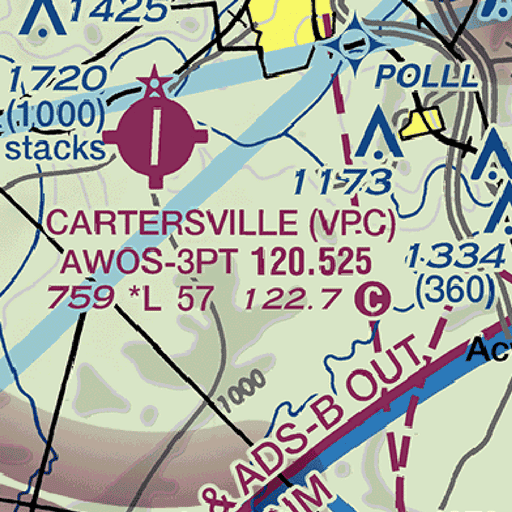 1425
POLLL
1720
(1000)
stacks
1173
CARTERSVILLE (VPC)
AWOS-3PT 120.525
759 *L 57 122.7 C
1334
(360)
1000
& ADS-B OUT
NM